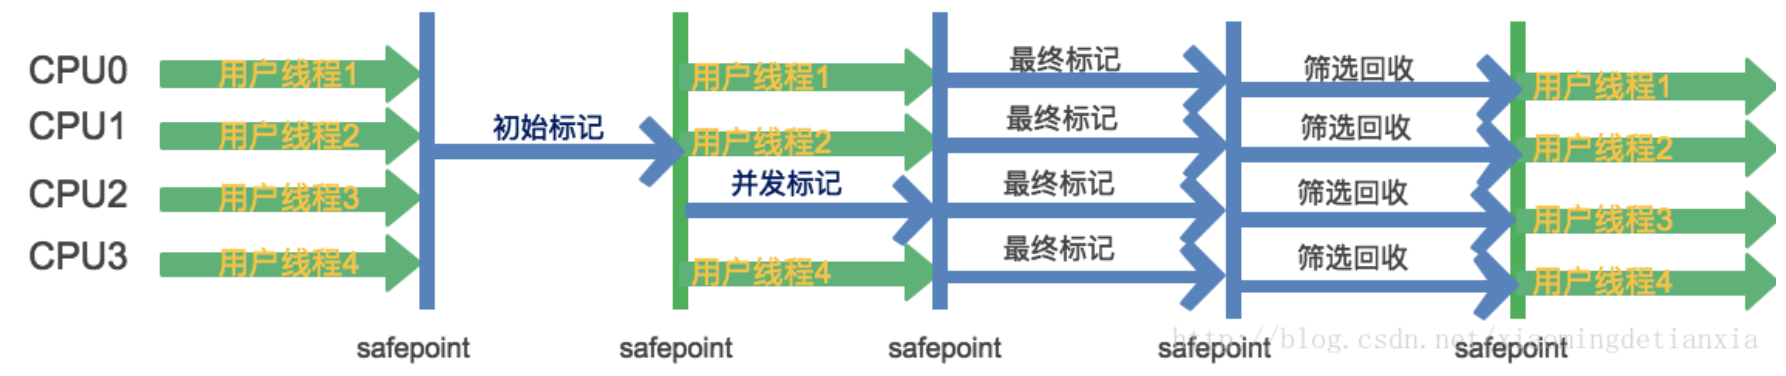 CPU0 用户线程1 用户线程1 最终标记 筛选回收 用户线程1
CPU1 用户线程2 初始标记 用户线程2 最终标记 筛选回收 用户线程2
CPU2 用户线程3 并发标记 最终标记 筛选回收 用户线程3
CPU3 用户线程4 用户线程4 最终标记 筛选回收 用户线程4
safepoint safepoint safepoint safepoint safepoint
http://blog.csdn.net/xiaomingdetianxia